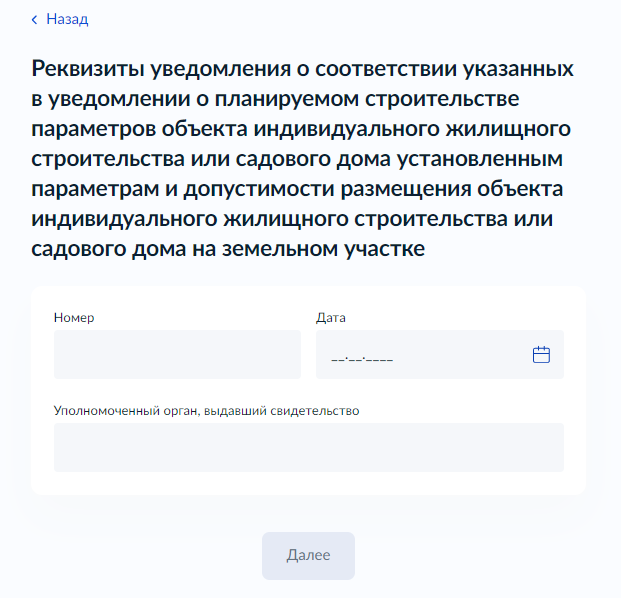 Назад
Реквизиты уведомления о соответствии указанных
в уведомлении о планируемом строительстве
параметров объекта индивидуального жилищного
строительства или садового дома установленным
параметрам и допустимости размещения объекта
индивидуального жилищного строительства или
садового дома на земельном участке
Номер
Дата
__.__.____
Уполномоченный орган, выдавший свидетельство
Далее